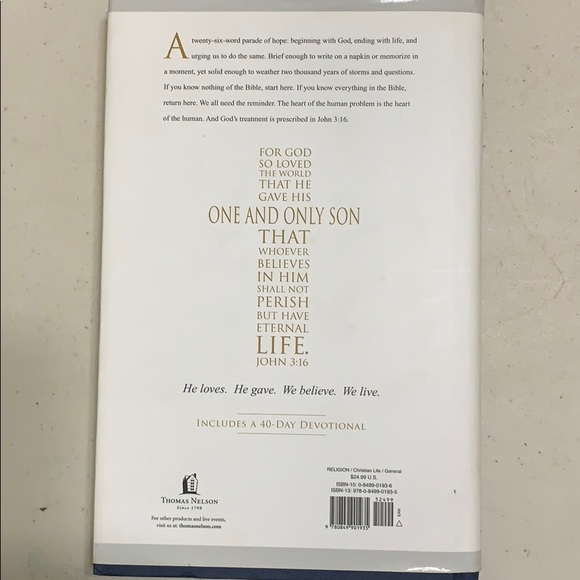 A twenty-six-word parade of hope: beginning with God, ending with life, and
urging us to do the same. Brief enough to write on a napkin or memorize in
a moment, yet solid enough to weather two thousand years of storms and questions.
If you know nothing of the Bible, start here. If you know everything in the Bible,
return here. We all need the reminder. The heart of the human problem is the heart
of the human. And God's treatment is prescribed in John 3:16.
FOR GOD
SO LOVED
THE WORLD
THAT HE
GAVE HIS
ONE AND ONLY SON
THAT
WHOEVER
BELIEVES
IN HIM
SHALL NOT
PERISH
BUT HAVE
ETERNAL
LIFE.
JOHN 3:16
He loves. He gave. We believe. We live.
INCLUDES A 40-DAY DEVOTIONAL
THOMAS NELSON
Since 1798
For other products and live events,
visit us at: thomasnelson.com
RELIGION / Christian Life / General
$24.99 U.S.
ISBN-10: 0-8499-0193-6
ISBN-13: 978-0-8499-0193-5
52499
9 780849 901935
EAN